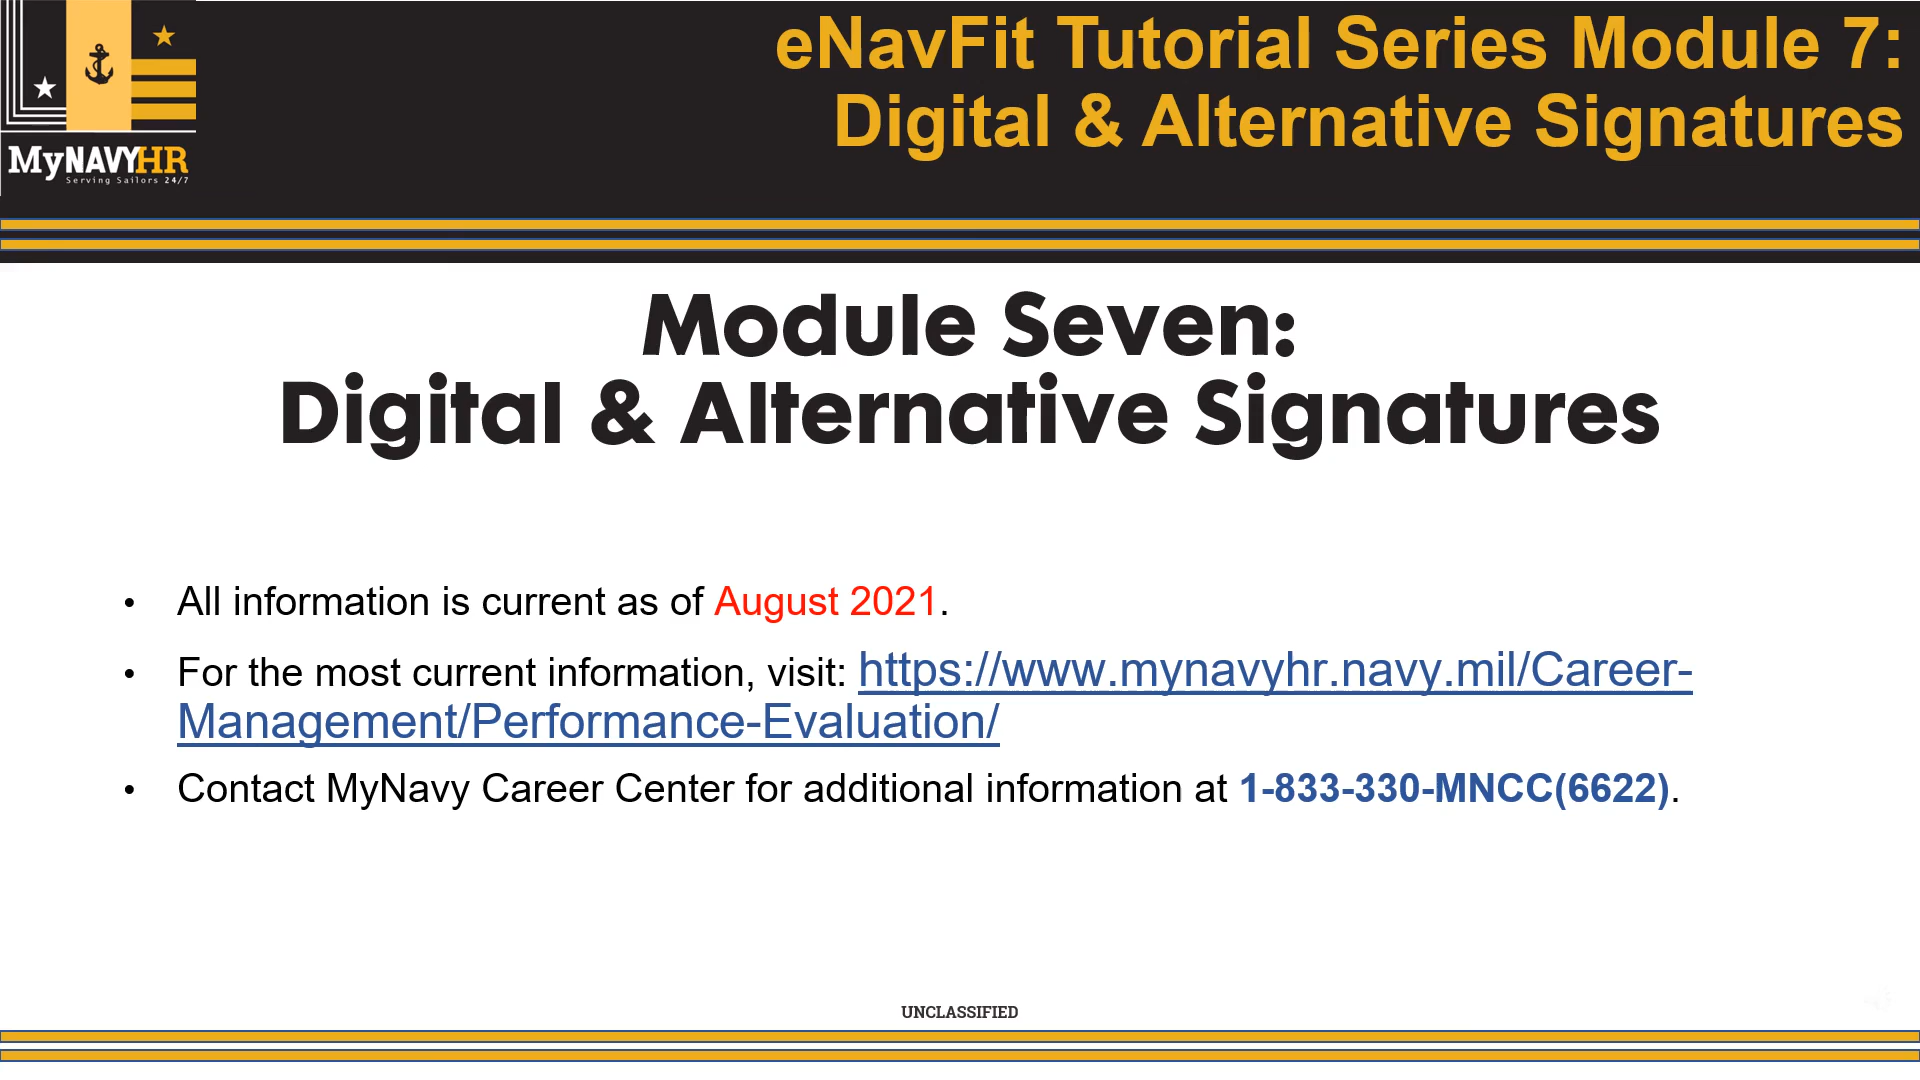 eNavFit Tutorial Series Module 7:
Digital & Alternative Signatures
MyNAVYHR
Serving Sailors 24/7
Module Seven:
Digital & Alternative Signatures
• All information is current as of August 2021.
• For the most current information, visit: https://www.mynavyhr.navy.mil/Career-
Management/Performance-Evaluation/
• Contact MyNavy Career Center for additional information at 1-833-330-MNCC(6622).
UNCLASSIFIED